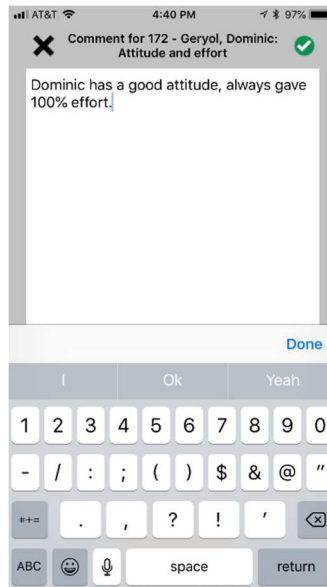 AT&T 4:40 PM 97%
Comment for 172 - Geryol, Dominic:
Attitude and effort
Dominic has a good attitude, always gave
100% effort.
Done
I Ok Yeah
1 2 3 4 5 6 7 8 9 0
- / : ; ( ) $ & @ "
#+= . , ? ! '
ABC space return